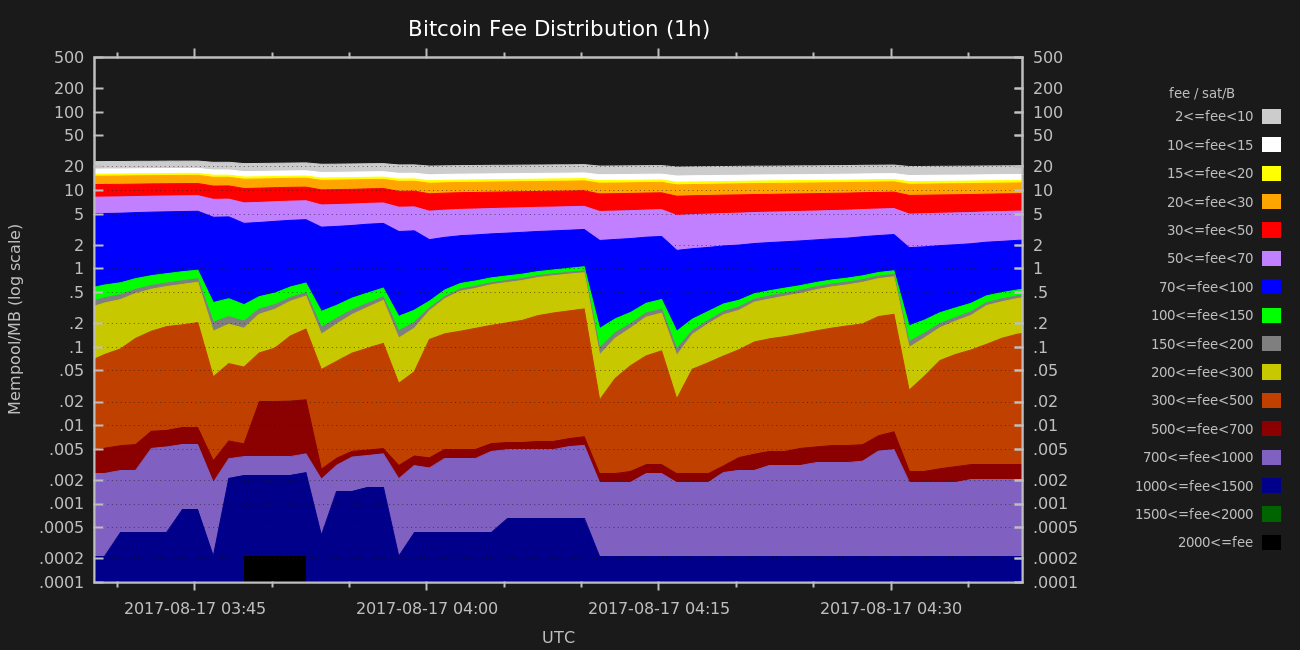 Bitcoin Fee Distribution (1h)
Mempool/MB (log scale)
500
200
100
50
20
10
5
2
1
.5
.2
.1
.05
.02
.01
.005
.002
.001
.0005
.0002
.0001
500
200
100
50
20
10
5
2
1
.5
.2
.1
.05
.02
.01
.005
.002
.001
.0005
.0002
.0001
fee / sat/B
2<=fee<10
10<=fee<15
15<=fee<20
20<=fee<30
30<=fee<50
50<=fee<70
70<=fee<100
100<=fee<150
150<=fee<200
200<=fee<300
300<=fee<500
500<=fee<700
700<=fee<1000
1000<=fee<1500
1500<=fee<2000
2000<=fee
2017-08-17 03:45
2017-08-17 04:00
2017-08-17 04:15
2017-08-17 04:30
UTC